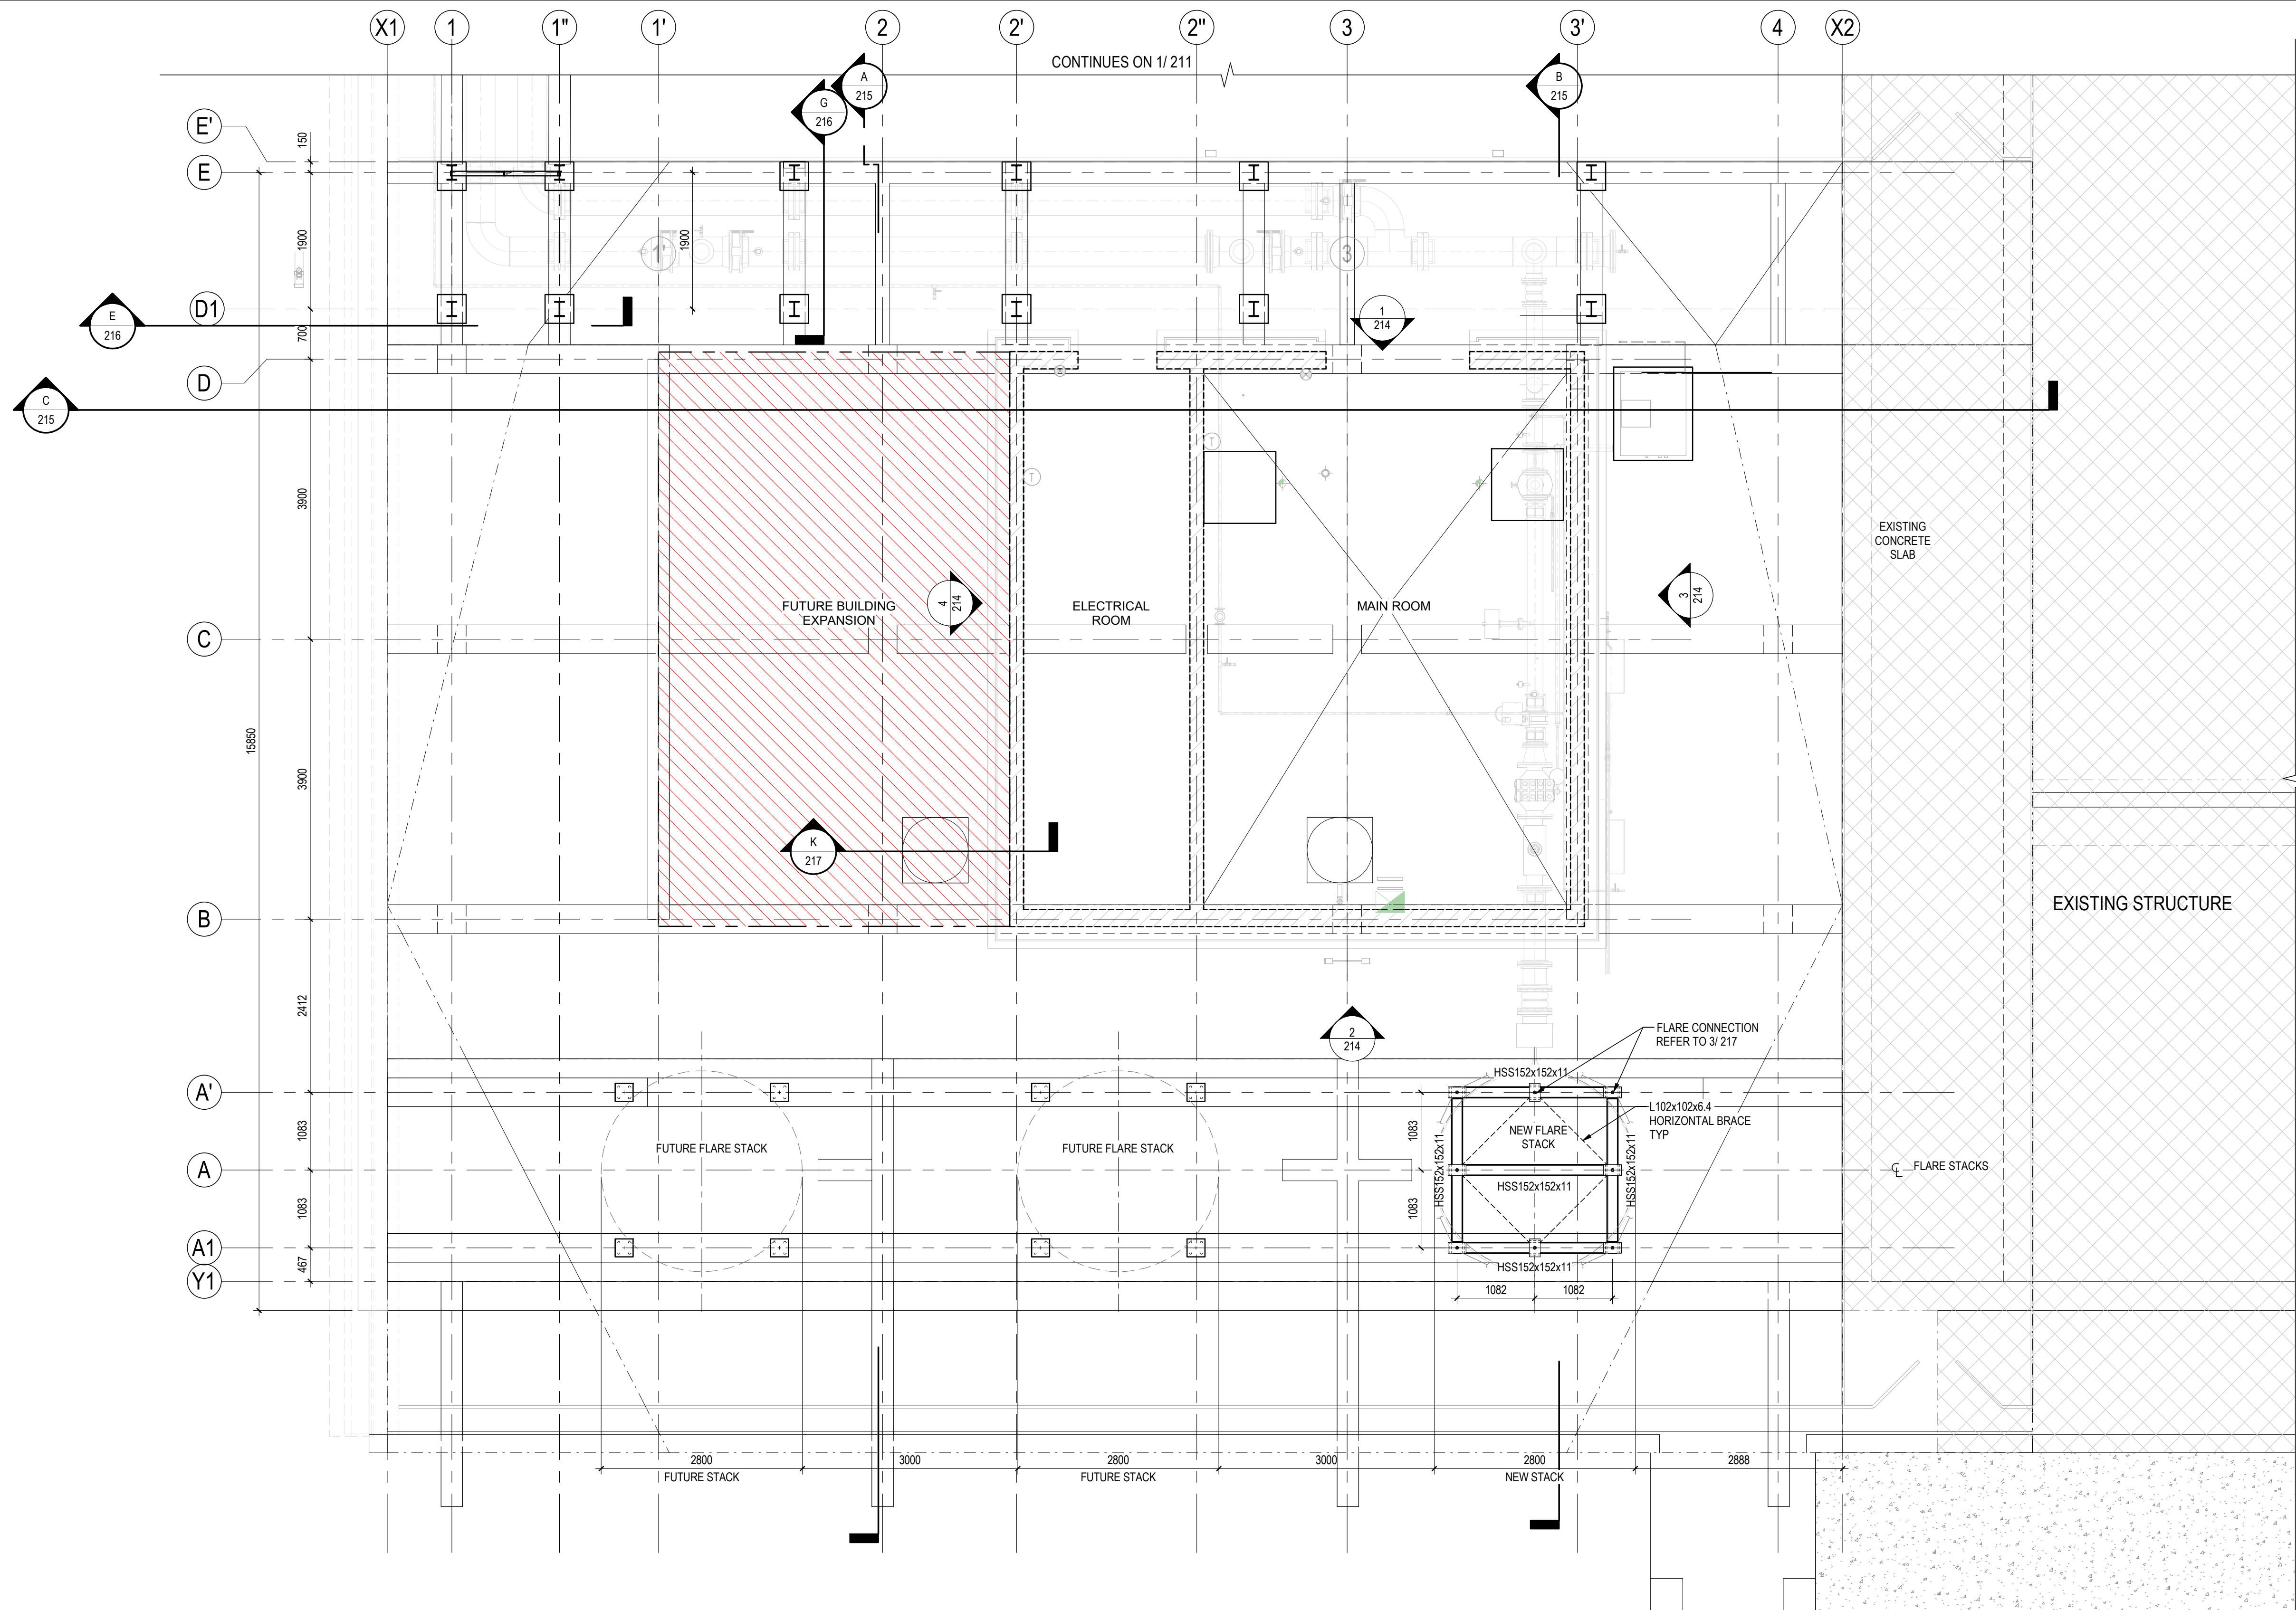 X1 1 1" 1' 2 2' 2" 3 3' 4 X2
CONTINUES ON 1/ 211
A
215
B
215
G
216
E'
150
E
1900
1900
1'
3
D1
E
216
1
214
700
D
C
215
3900
T
T
EXISTING
CONCRETE
SLAB
FUTURE BUILDING
EXPANSION
4
214
ELECTRICAL
ROOM
MAIN ROOM
3
214
C
15850
3900
K
217
B
EXISTING STRUCTURE
2412
2
214
FLARE CONNECTION
REFER TO 3/ 217
A'
HSS152x152x11
L102x102x6.4
HORIZONTAL BRACE
TYP
1083
1083
FUTURE FLARE STACK
FUTURE FLARE STACK
NEW FLARE
STACK
HSS152x152x11
HSS152x152x11
A
HSS152x152x11
CL FLARE STACKS
1083
1083
A1
467
HSS152x152x11
Y1
1082 1082
2800 3000 2800 3000 2800 2888
FUTURE STACK FUTURE STACK NEW STACK